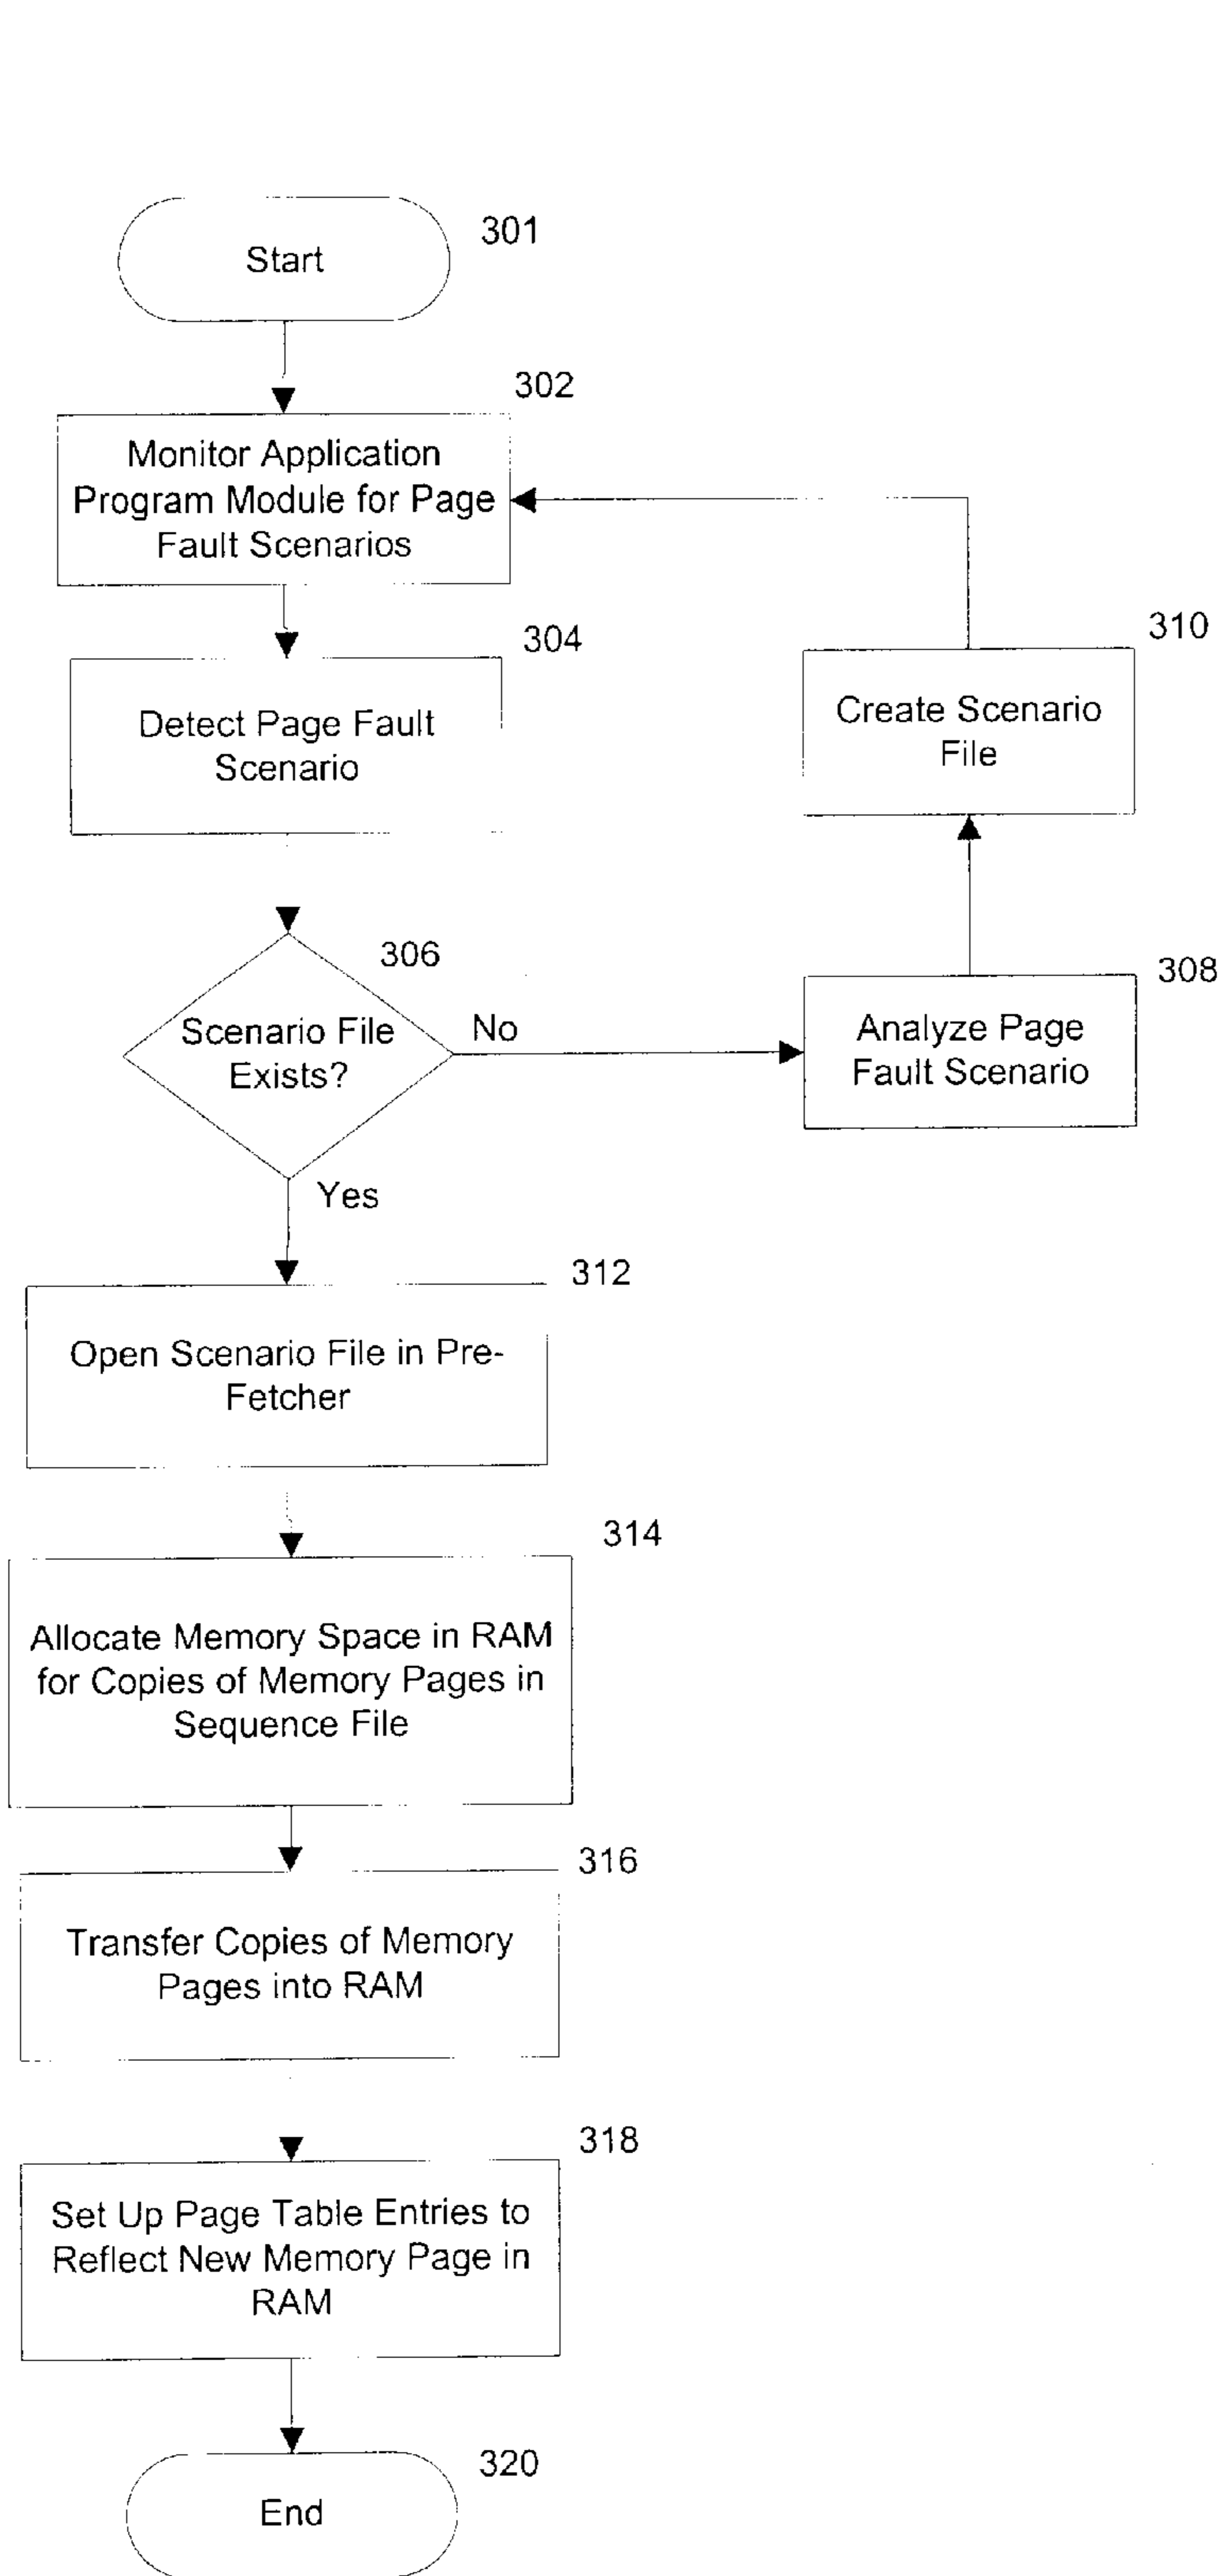 301
Start
302
Monitor Application
Program Module for Page
Fault Scenarios
304
Detect Page Fault
Scenario
310
Create Scenario
File
306
Scenario File
Exists?
No
308
Analyze Page
Fault Scenario
Yes
312
Open Scenario File in Pre-
Fetcher
314
Allocate Memory Space in RAM
for Copies of Memory Pages in
Sequence File
316
Transfer Copies of Memory
Pages into RAM
318
Set Up Page Table Entries to
Reflect New Memory Page in
RAM
320
End